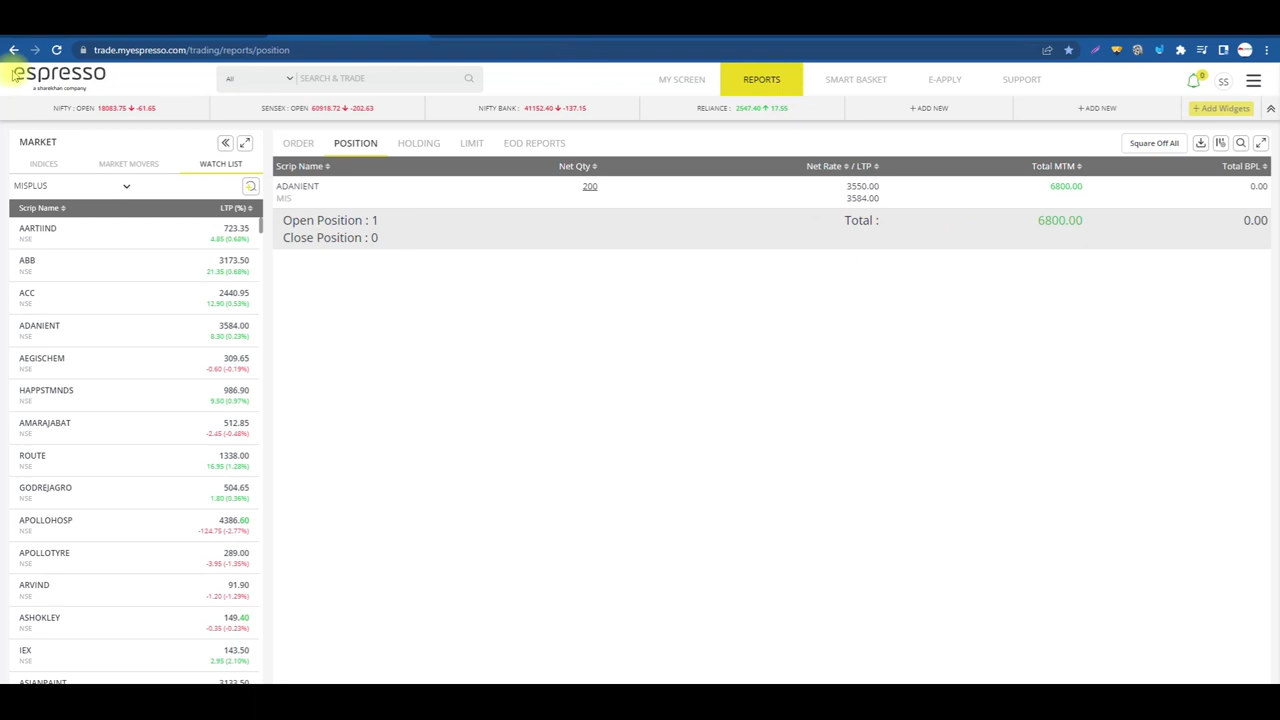 trade.myespresso.com/trading/reports/position
espresso
a sharekhan company
All
SEARCH & TRADE
MY SCREEN
REPORTS
SMART BASKET
E-APPLY
SUPPORT
0
SS
NIFTY : OPEN 18083.75 -61.65
SENSEX : OPEN 60918.72 -202.63
NIFTY BANK : 41152.40 -137.15
RELIANCE : 2547.40 17.55
ADD NEW
ADD NEW
+ Add Widgets
MARKET
INDICES
MARKET MOVERS
WATCH LIST
MISPLUS
Scrip Name LTP (%)
AARTIIND 723.35
NSE 4.85 (0.68%)
ABB 3173.50
NSE 21.35 (0.68%)
ACC 2440.95
NSE 12.90 (0.53%)
ADANIENT 3584.00
NSE 8.30 (0.23%)
AEGISCHEM 309.65
NSE -0.60 (-0.19%)
HAPPSTMNDS 986.90
NSE 9.50 (0.97%)
AMARAJABAT 512.85
NSE -2.45 (-0.48%)
ROUTE 1338.00
NSE 16.95 (1.28%)
GODREJAGRO 504.65
NSE 1.80 (0.36%)
APOLLOHOSP 4386.60
NSE -124.75 (-2.77%)
APOLLOTYRE 289.00
NSE -3.95 (-1.35%)
ARVIND 91.90
NSE -1.20 (-1.29%)
ASHOKLEY 149.40
NSE -0.35 (-0.23%)
IEX 143.50
NSE 2.95 (2.10%)
ORDER
POSITION
HOLDING
LIMIT
EOD REPORTS
Square Off All
Scrip Name Net Qty Net Rate / LTP Total MTM Total BPL
ADANIENT 200 3550.00 6800.00 0.00
MIS 3584.00
Open Position : 1 Total : 6800.00 0.00
Close Position : 0